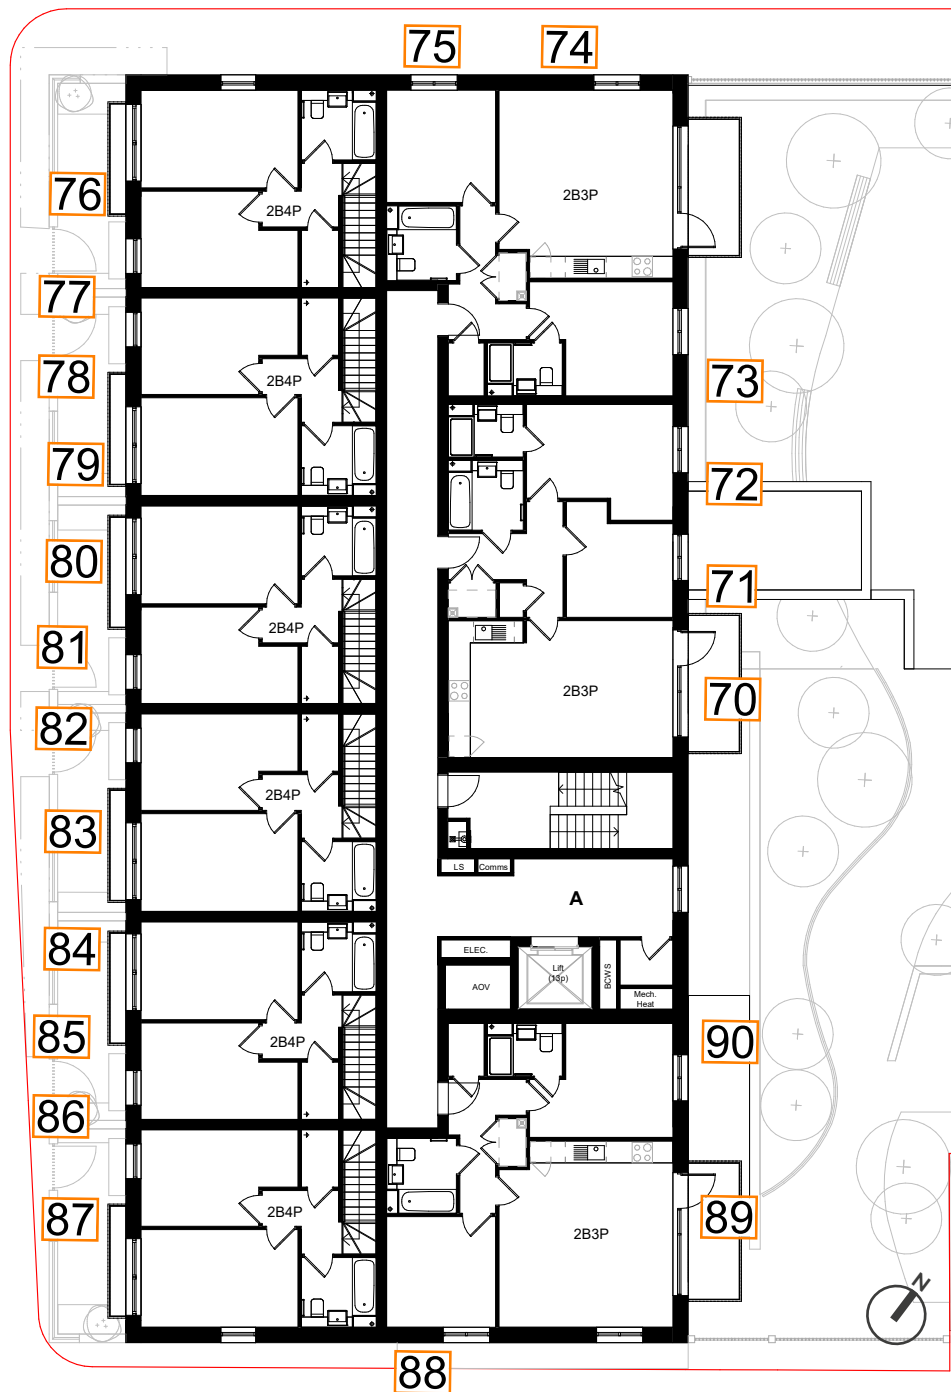 75
74
76
2B4P
2B3P
77
78
2B4P
73
79
72
80
71
81
2B4P
82
2B3P
70
83
2B4P
LS
Comms
A
84
ELEC.
Lift
(13p)
BCWS
AOV
Mech.
Heat
85
2B4P
90
86
87
2B4P
89
2B3P
N
88